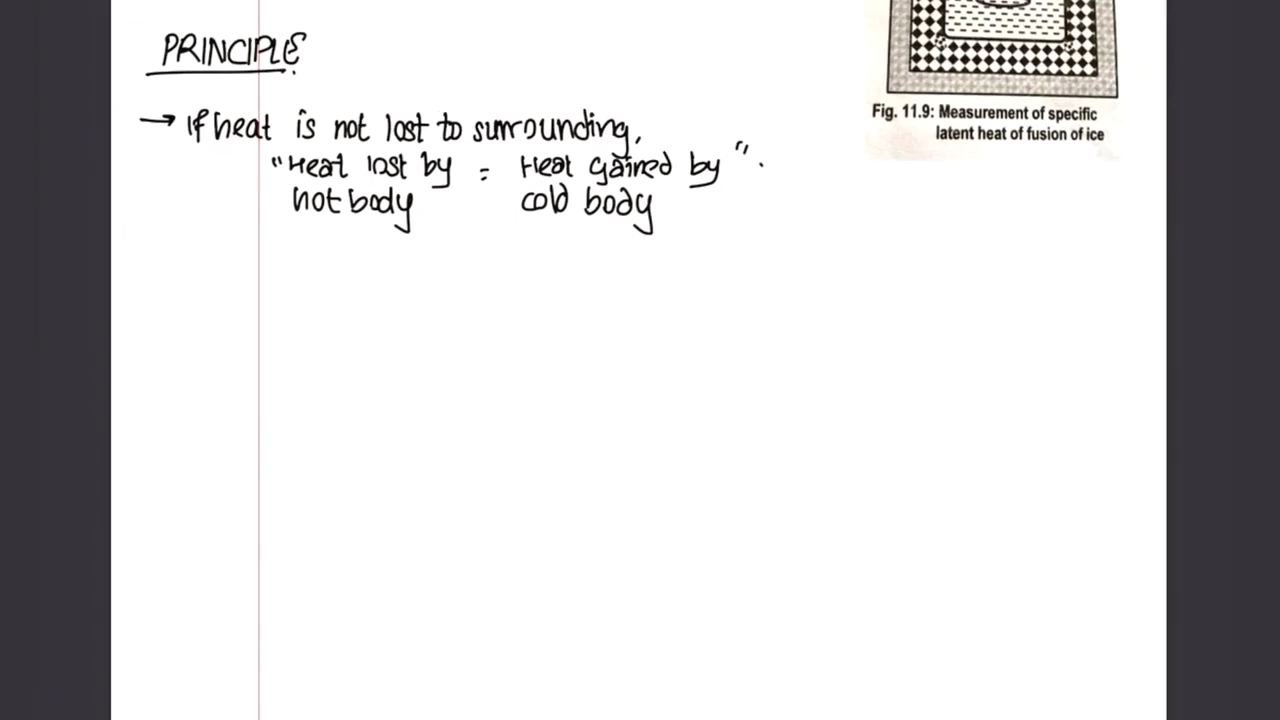 PRINCIPLE
→ If heat is not lost to surrounding,
"Heat lost by = Heat gained by".
hot body cold body
Fig. 11.9: Measurement of specific
latent heat of fusion of ice